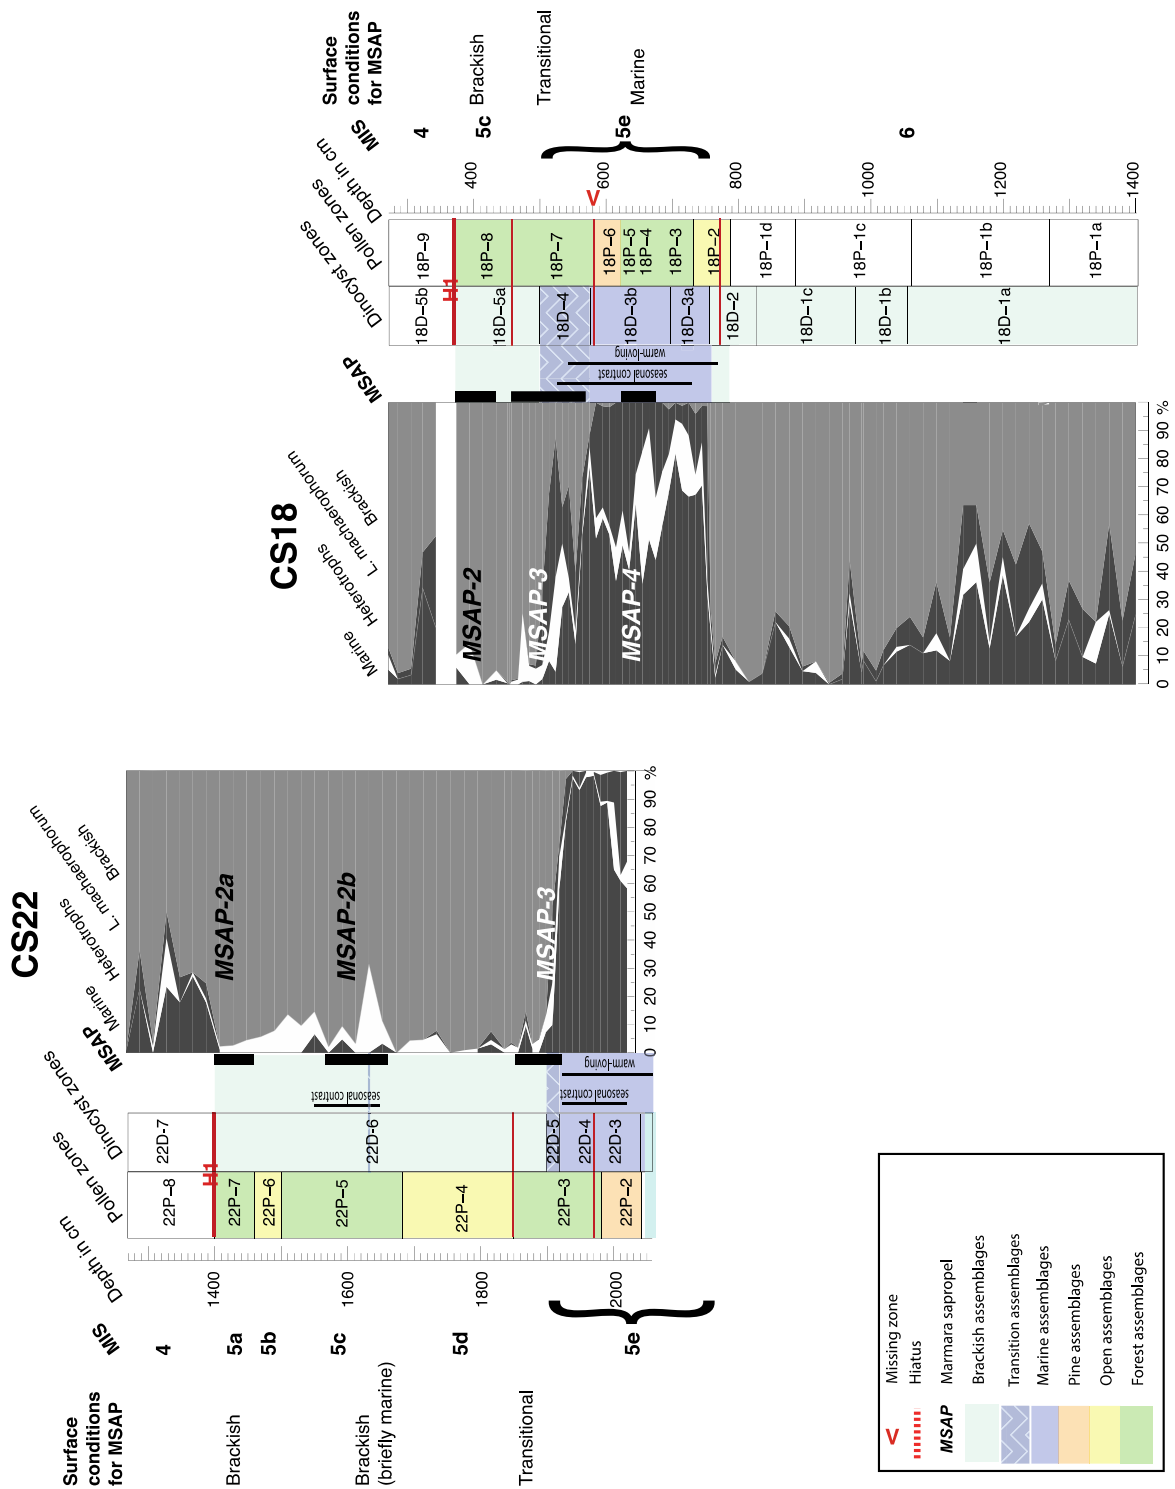 CS22
Surface
conditions
for MSAP
MIS
Depth in cm
Pollen zones
Dinocyst zones
MSAP
Marine
Heterotrophs
L. machaerophorum
Brackish
Brackish
Brackish
(briefly marine)
Transitional
4
5a
5b
5c
5d
5e
1400
1600
1800
2000
22P–8
22P–7
22P–6
22P–5
22P–4
22P–3
22P–2
H1
22D-7
22D-6
22D-5
22D-4
22D-3
seasonal contrast
seasonal contrast
warm-loving
MSAP-2a
MSAP-2b
MSAP-3
0
10
20
30
40
50
60
70
80
90
%
CS18
Marine
Heterotrophs
L. machaerophorum
Brackish
MSAP
Dinocyst zones
Pollen zones
Depth in cm
MIS
Surface
conditions
for MSAP
MSAP-2
MSAP-3
MSAP-4
0
10
20
30
40
50
60
70
80
90
%
seasonal contrast
warm-loving
18D–5b
18D–5a
18D–4
18D–3b
18D–3a
18D–2
18D–1c
18D–1b
18D–1a
H1
18P–9
18P–8
18P–7
18P–6
18P–5
18P–4
18P–3
18P–2
18P–1d
18P–1c
18P–1b
18P–1a
V
400
600
800
1000
1200
1400
4
5c
5e
6
Brackish
Transitional
Marine
V
Missing zone
Hiatus
MSAP
Marmara sapropel
Brackish assemblages
Transition assemblages
Marine assemblages
Pine assemblages
Open assemblages
Forest assemblages